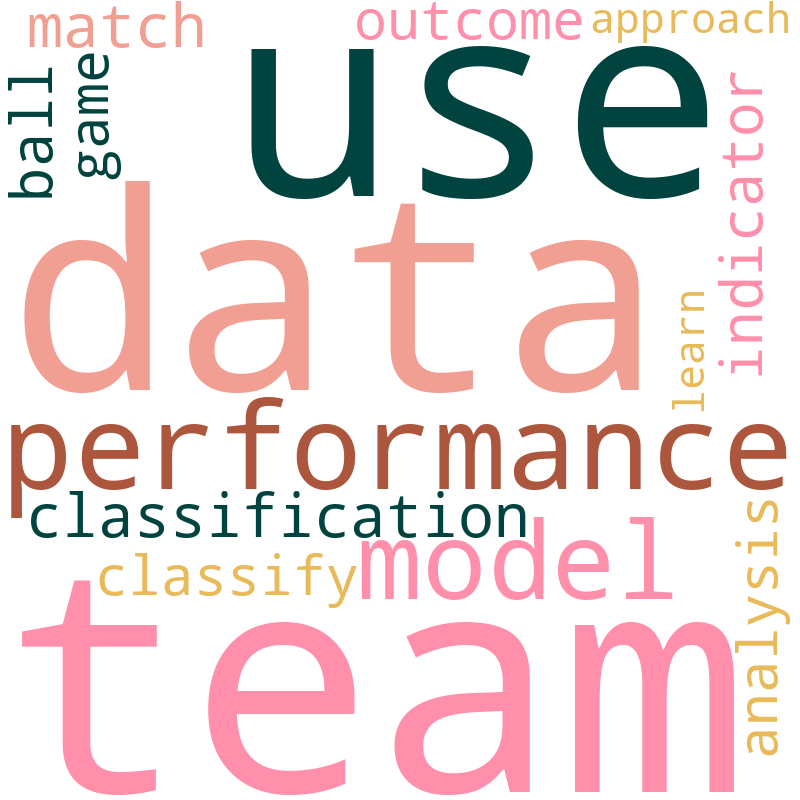 match
outcome
approach
ball
game
use
indicator
data
learn
performance
classification
model
classify
analysis
team